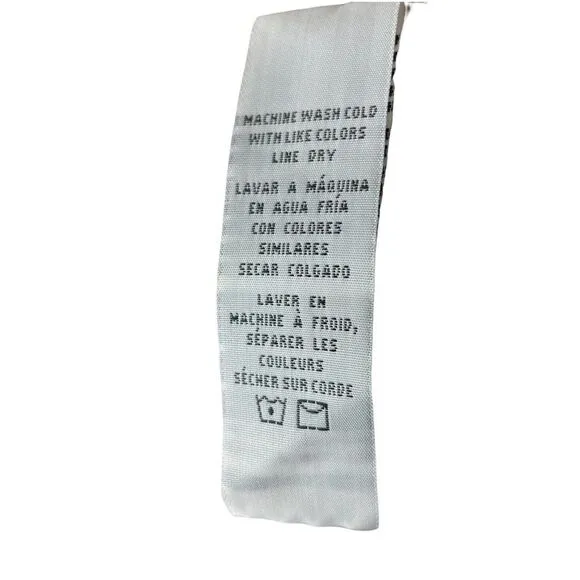 MACHINE WASH COLD
WITH LIKE COLORS
LINE DRY
LAVAR A MÁQUINA
EN AGUA FRÍA
CON COLORES
SIMILARES
SECAR COLGADO
LAVER EN
MACHINE À FROID,
SÉPARER LES
COULEURS
SÉCHER SUR CORDE